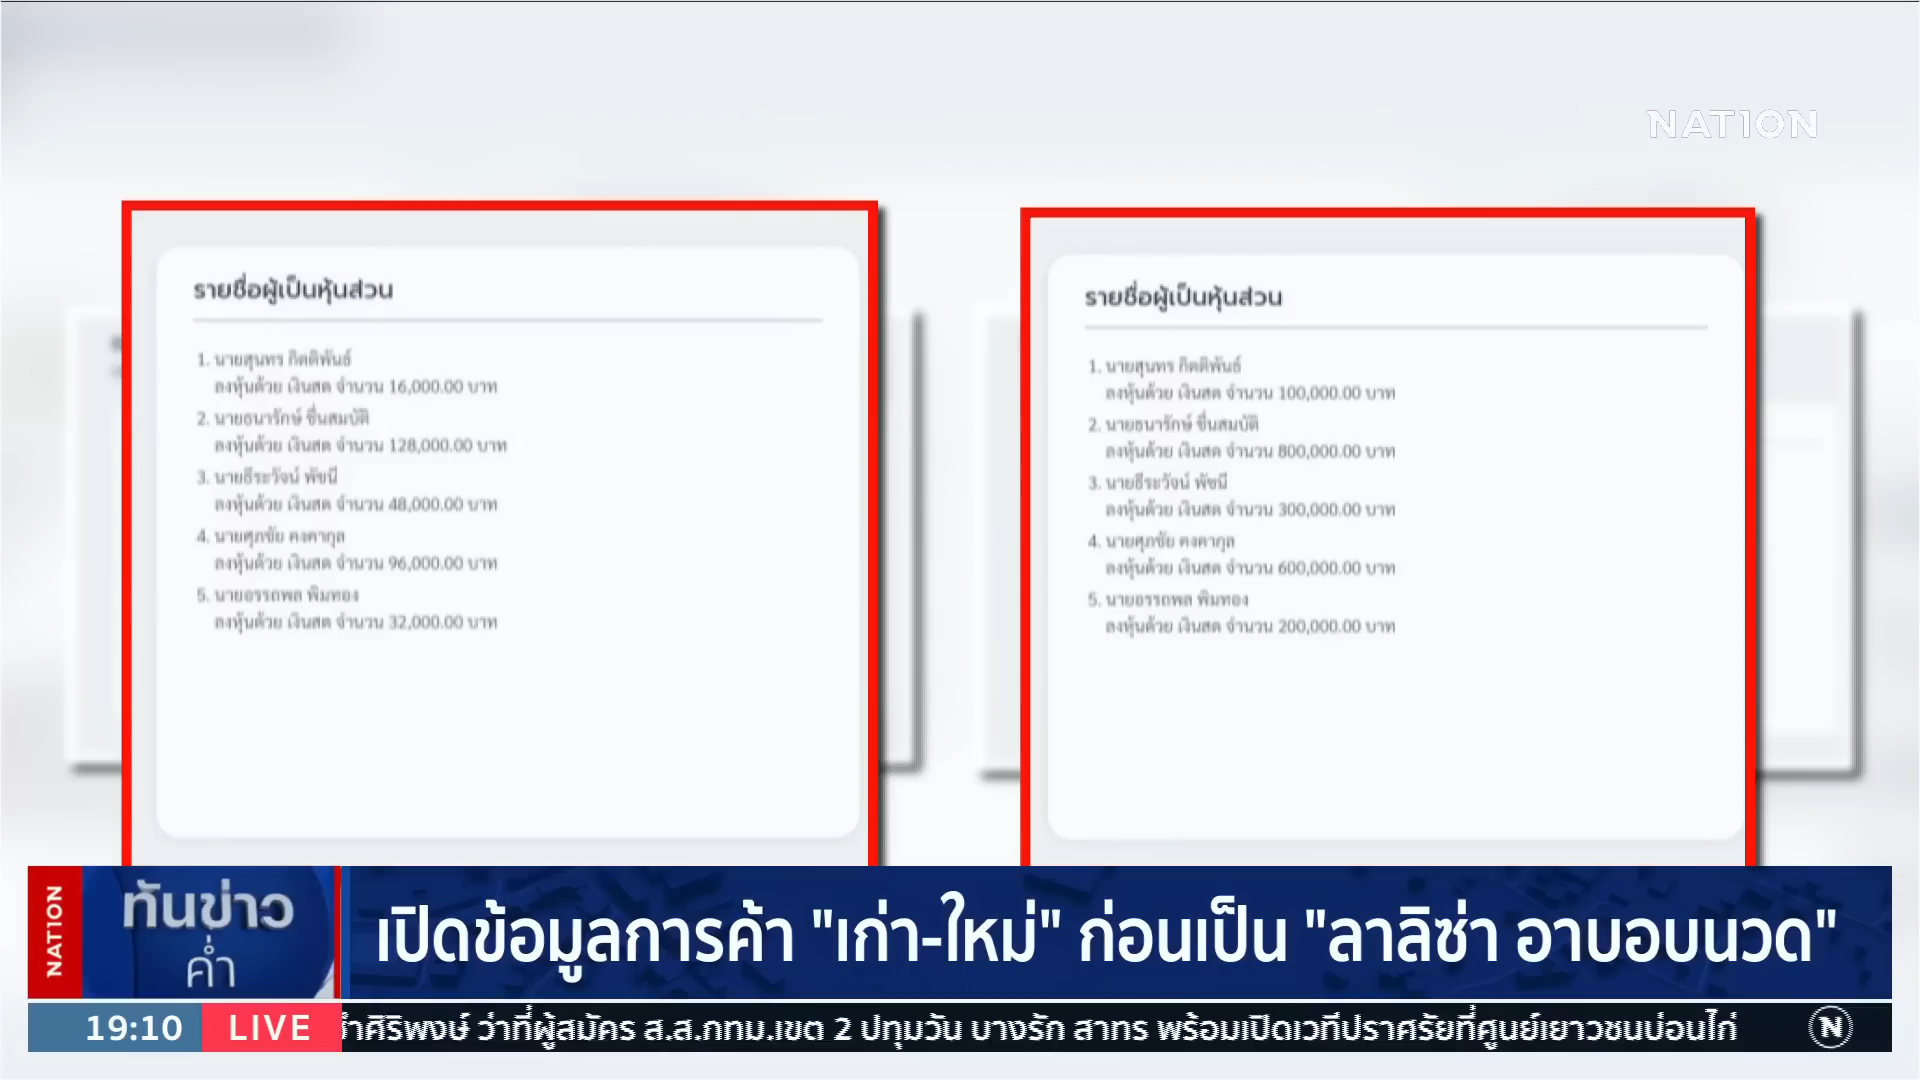 NATION
รายชื่อผู้เป็นหุ้นส่วน
1. นายสุนทร กิตติพันธ์
ลงหุ้นด้วย เงินสด จำนวน 16,000.00 บาท
2. นายธนารักษ์ ชื่นสมบัติ
ลงหุ้นด้วย เงินสด จำนวน 128,000.00 บาท
3. นายธีระวัจน์ พัชนี
ลงหุ้นด้วย เงินสด จำนวน 48,000.00 บาท
4. นายศุภชัย คงคากุล
ลงหุ้นด้วย เงินสด จำนวน 96,000.00 บาท
5. นายอรรถพล พิมทอง
ลงหุ้นด้วย เงินสด จำนวน 32,000.00 บาท
รายชื่อผู้เป็นหุ้นส่วน
1. นายสุนทร กิตติพันธ์
ลงหุ้นด้วย เงินสด จำนวน 100,000.00 บาท
2. นายธนารักษ์ ชื่นสมบัติ
ลงหุ้นด้วย เงินสด จำนวน 800,000.00 บาท
3. นายธีระวัจน์ พัชนี
ลงหุ้นด้วย เงินสด จำนวน 300,000.00 บาท
4. นายศุภชัย คงคากุล
ลงหุ้นด้วย เงินสด จำนวน 600,000.00 บาท
5. นายอรรถพล พิมทอง
ลงหุ้นด้วย เงินสด จำนวน 200,000.00 บาท
NATION
ทันข่าว
ค่ำ
เปิดข้อมูลการค้า "เก่า-ใหม่" ก่อนเป็น "ลาลิซ่า อาบอบนวด"
19:10 LIVE
ศิริพงษ์ ว่าที่ผู้สมัคร ส.ส.กทม.เขต 2 ปทุมวัน บางรัก สาทร พร้อมเปิดเวทีปราศรัยที่ศูนย์เยาวชนบ่อนไก่
N